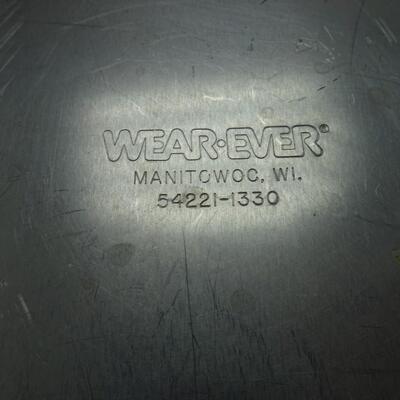 WEAR·EVER®
MANITOWOC, WI.
54221-1330